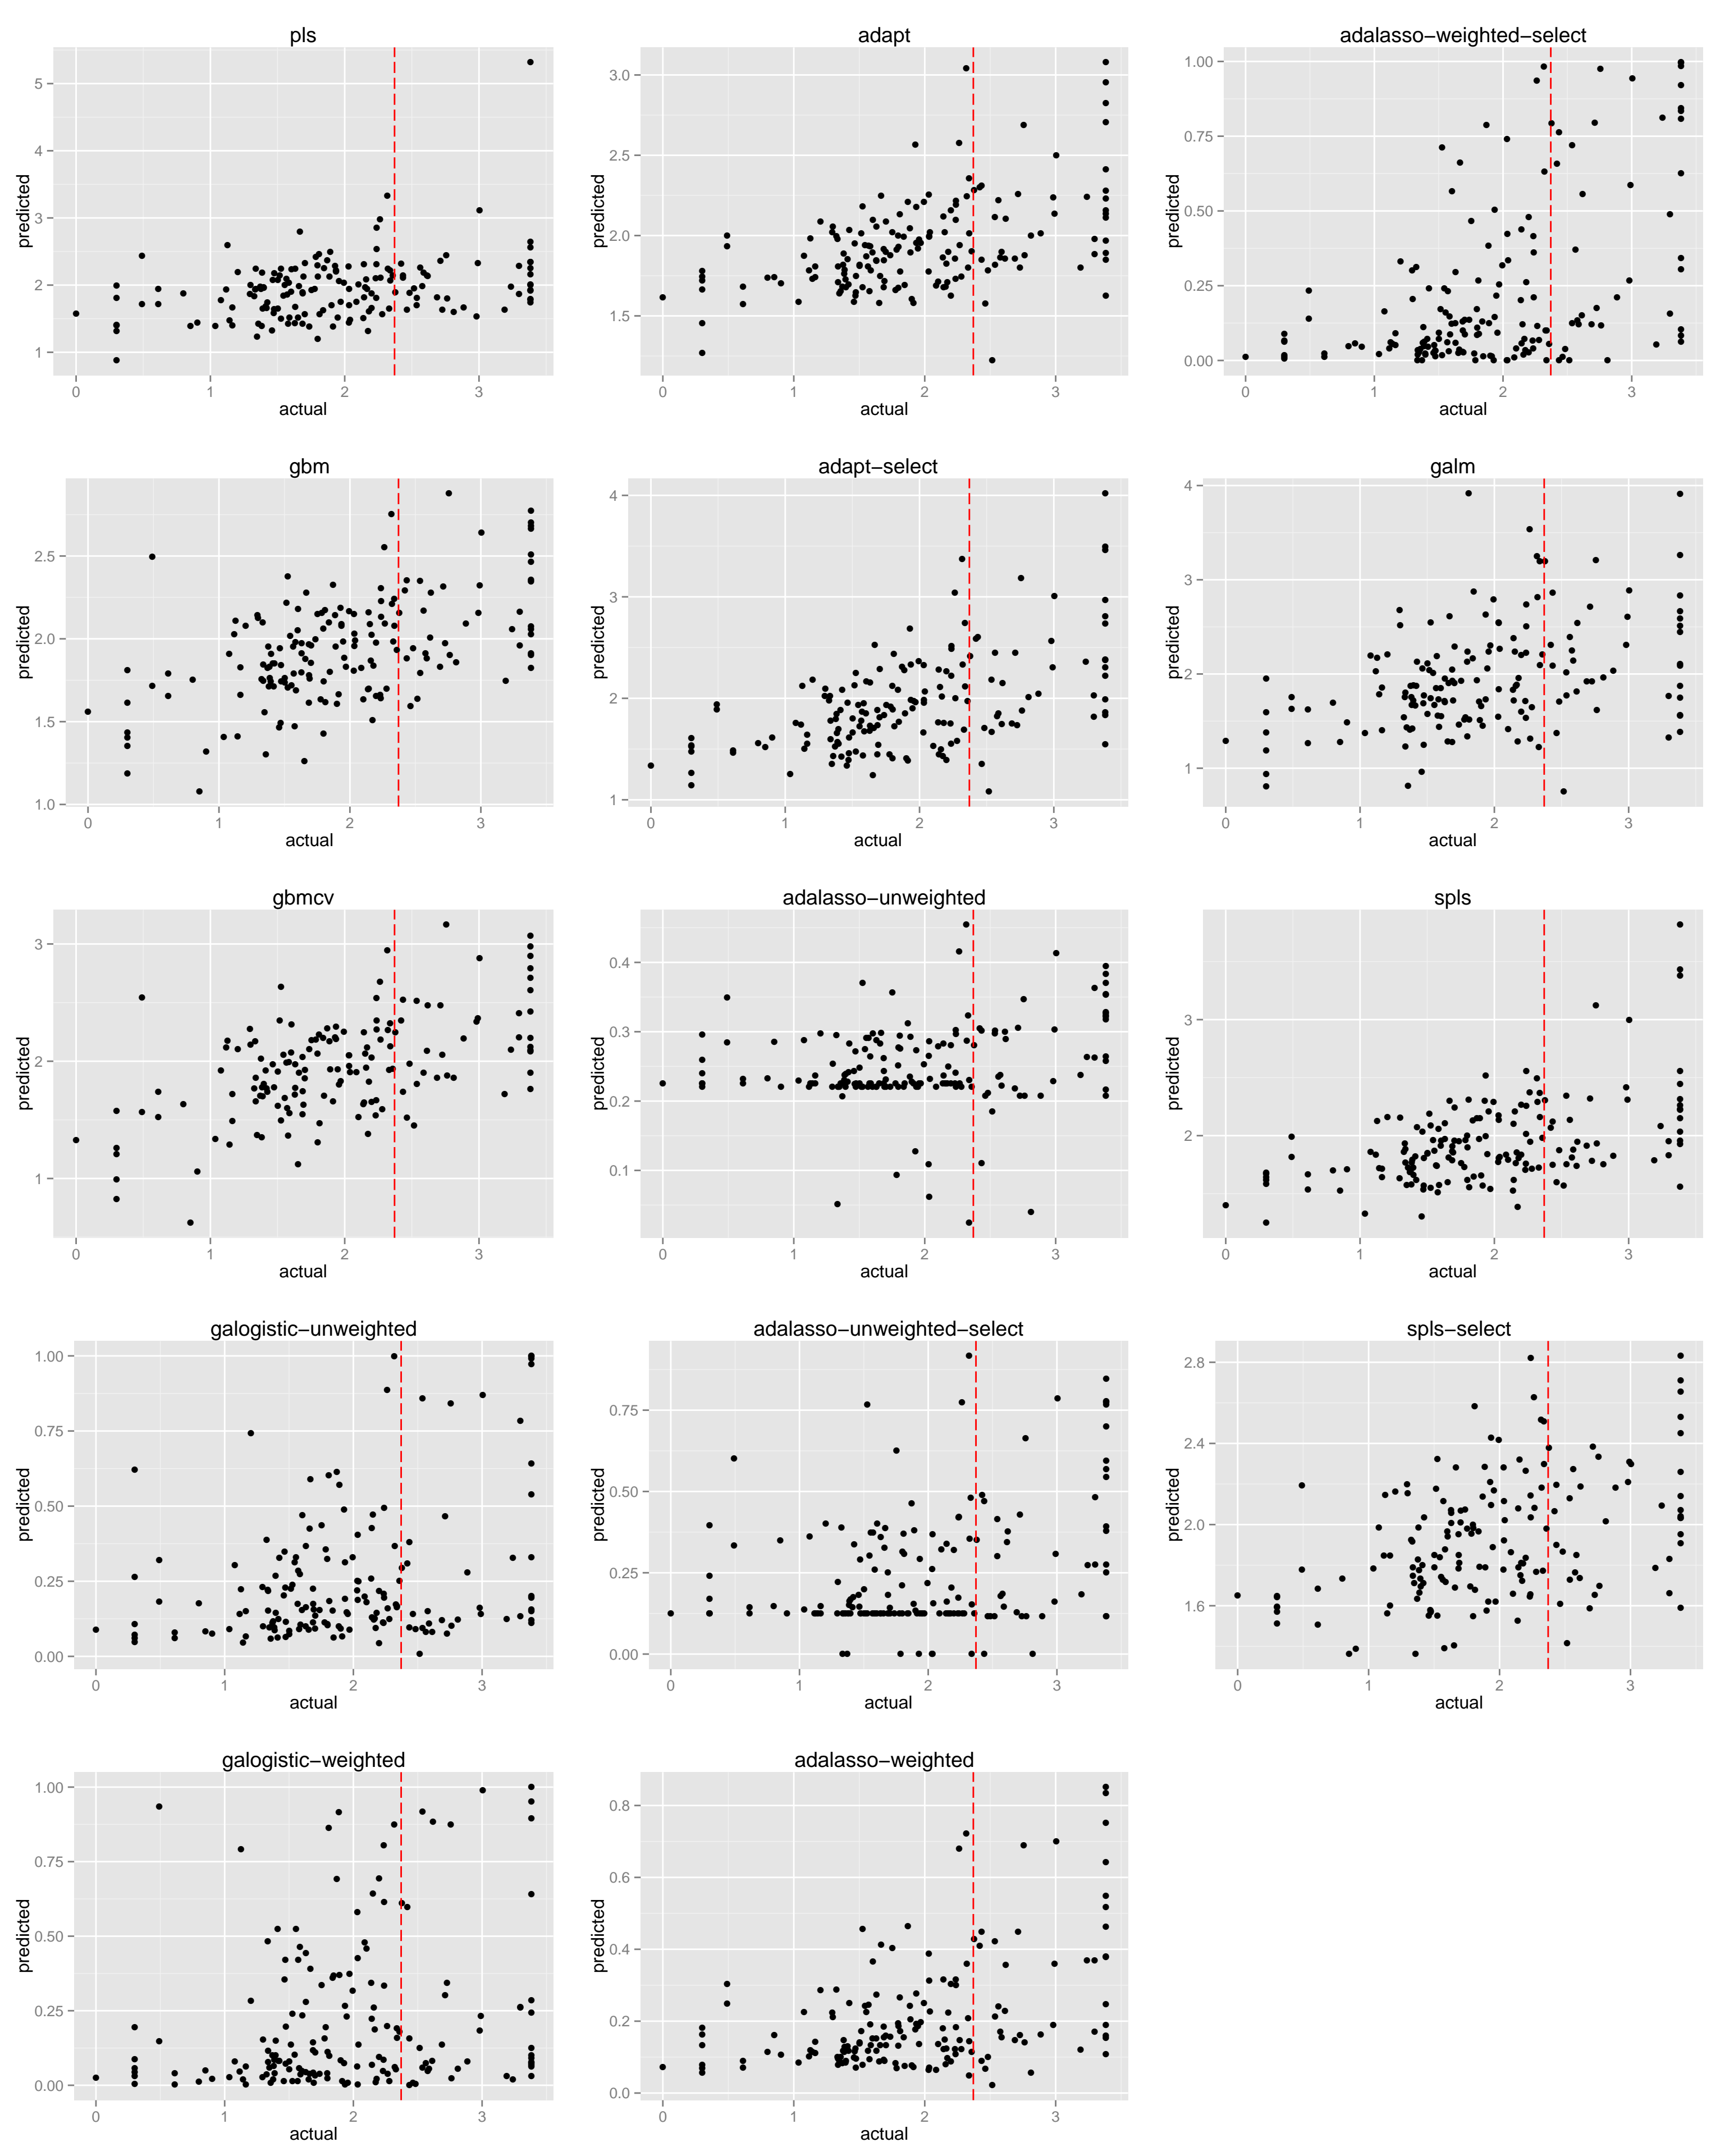 pls
adapt
adalasso−weighted−select
5
4
3
2
1
predicted
0 1 2 3
actual
3.0
2.5
2.0
1.5
predicted
0 1 2 3
actual
1.00
0.75
0.50
0.25
0.00
predicted
0 1 2 3
actual
gbm
adapt−select
galm
2.5
2.0
1.5
1.0
predicted
0 1 2 3
actual
4
3
2
1
predicted
0 1 2 3
actual
4
3
2
1
predicted
0 1 2 3
actual
gbmcv
adalasso−unweighted
spls
3
2
1
predicted
0 1 2 3
actual
0.4
0.3
0.2
0.1
predicted
0 1 2 3
actual
3
2
predicted
0 1 2 3
actual
galogistic−unweighted
adalasso−unweighted−select
spls−select
1.00
0.75
0.50
0.25
0.00
predicted
0 1 2 3
actual
0.75
0.50
0.25
0.00
predicted
0 1 2 3
actual
2.8
2.4
2.0
1.6
predicted
0 1 2 3
actual
galogistic−weighted
adalasso−weighted
1.00
0.75
0.50
0.25
0.00
predicted
0 1 2 3
actual
0.8
0.6
0.4
0.2
0.0
predicted
0 1 2 3
actual